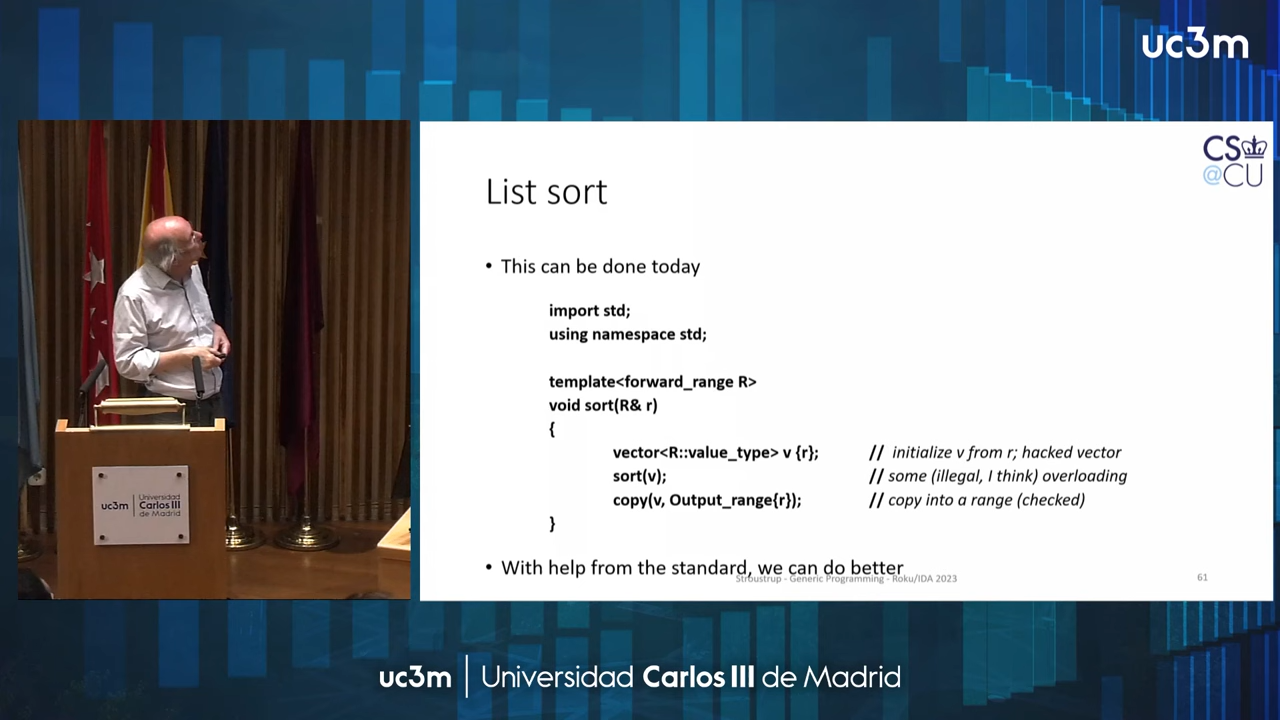 uc3m
CS
@CU
List sort
• This can be done today
import std;
using namespace std;
template<forward_range R>
void sort(R& r)
{
vector<R::value_type> v {r}; // initialize v from r; hacked vector
sort(v); // some (illegal, I think) overloading
copy(v, Output_range{r}); // copy into a range (checked)
}
• With help from the standard, we can do better
Stroustrup - Generic Programming - Roku/IDA 2023
61
uc3m | Universidad
Carlos III
de Madrid
uc3m | Universidad Carlos III de Madrid